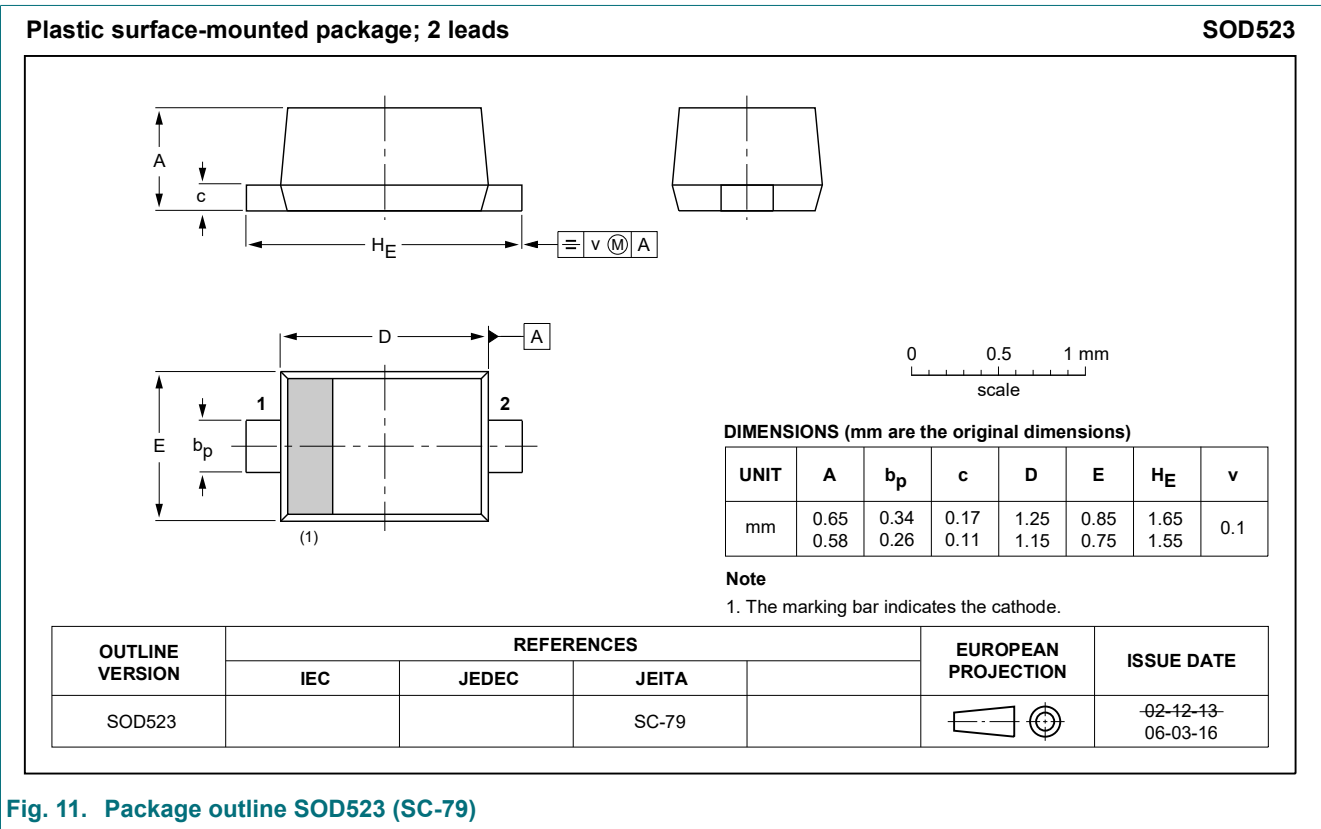 Plastic surface-mounted package; 2 leads SOD523
A
c
HE
= v M A
D
A
E
bp
1
2
(1)
0 0.5 1 mm
scale
DIMENSIONS (mm are the original dimensions)
UNIT A bp c D E HE v
mm 0.65 0.34 0.17 1.25 0.85 1.65 0.1
0.58 0.26 0.11 1.15 0.75 1.55
Note
1. The marking bar indicates the cathode.
OUTLINE VERSION REFERENCES EUROPEAN PROJECTION ISSUE DATE
IEC JEDEC JEITA
SOD523 SC-79 02-12-13
06-03-16
Fig. 11. Package outline SOD523 (SC-79)